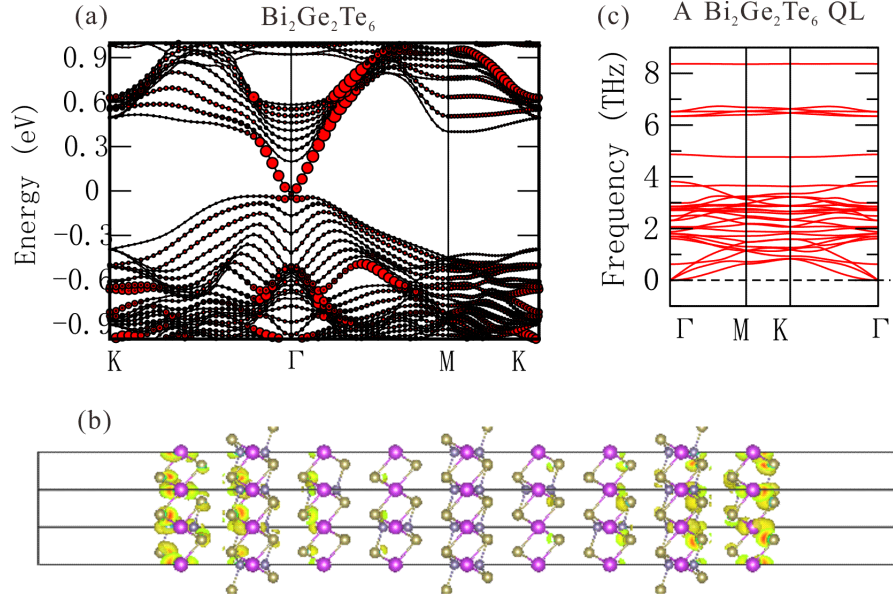 (a)
Bi₂Ge₂Te₆
(c)
A Bi₂Ge₂Te₆ QL
Energy (eV)
0.9
0.6
0.3
0
-0.3
-0.6
-0.9
K
Γ
M
K
Frequency (THz)
8
6
4
2
0
Γ
M
K
Γ
(b)